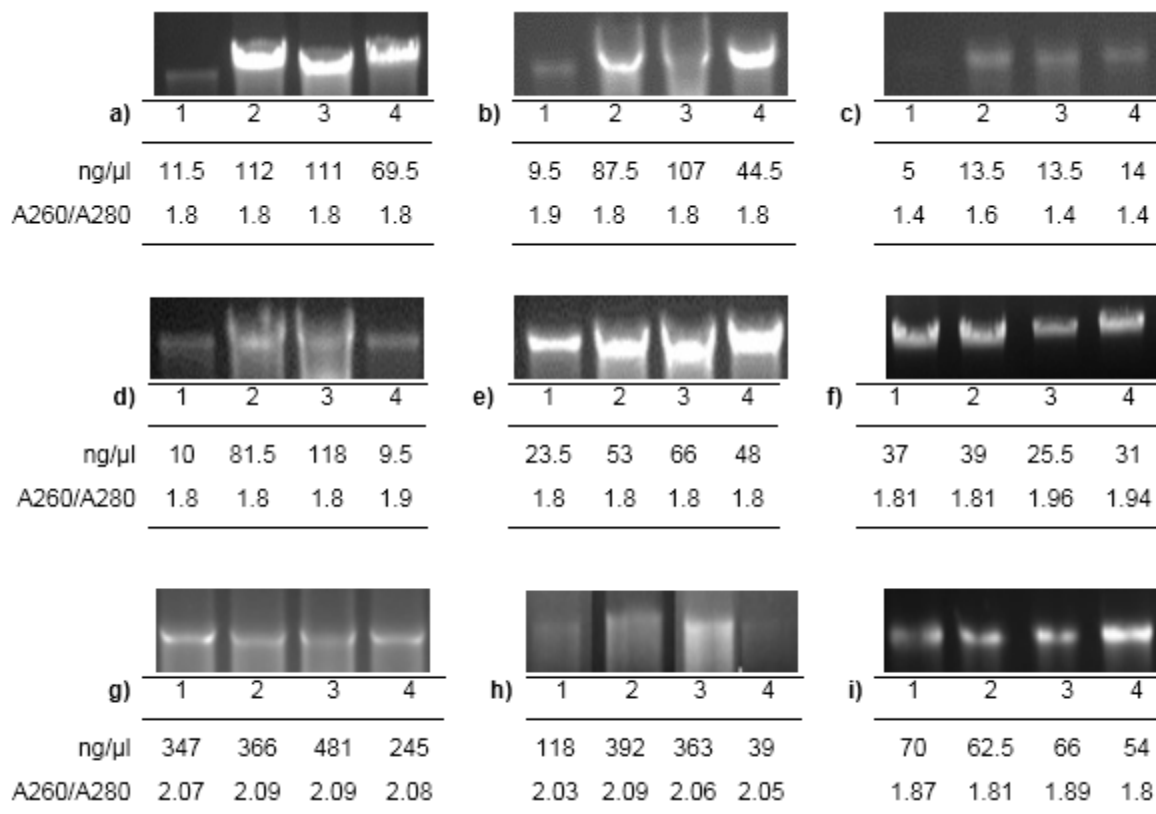 a) 1 2 3 4 b) 1 2 3 4 c) 1 2 3 4
ng/µl 11.5 112 111 69.5 9.5 87.5 107 44.5 5 13.5 13.5 14
A260/A280 1.8 1.8 1.8 1.8 1.9 1.8 1.8 1.8 1.4 1.6 1.4 1.4
d) 1 2 3 4 e) 1 2 3 4 f) 1 2 3 4
ng/µl 10 81.5 118 9.5 23.5 53 66 48 37 39 25.5 31
A260/A280 1.8 1.8 1.8 1.9 1.8 1.8 1.8 1.8 1.81 1.81 1.96 1.94
g) 1 2 3 4 h) 1 2 3 4 i) 1 2 3 4
ng/µl 347 366 481 245 118 392 363 39 70 62.5 66 54
A260/A280 2.07 2.09 2.09 2.08 2.03 2.09 2.06 2.05 1.87 1.81 1.89 1.8